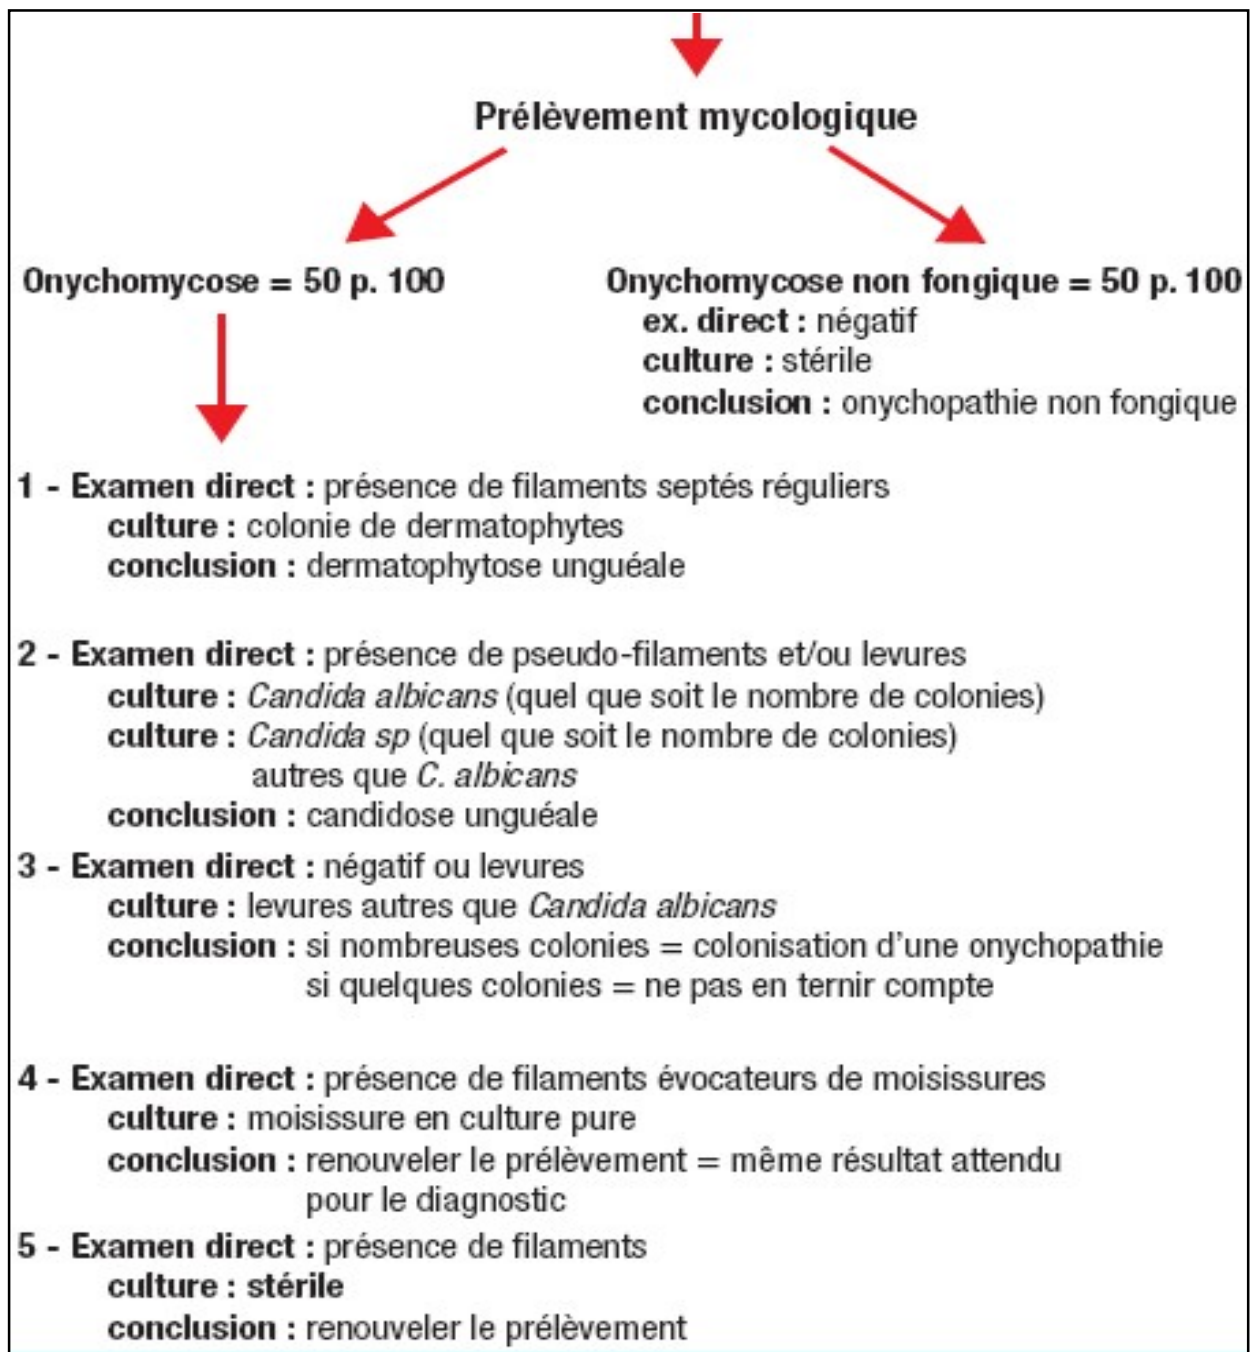 Prélèvement mycologique
Onychomycose = 50 p. 100
Onychomycose non fongique = 50 p. 100
ex. direct : négatif
culture : stérile
conclusion : onychopathie non fongique
1 - Examen direct : présence de filaments septés réguliers
culture : colonie de dermatophytes
conclusion : dermatophytose unguéale
2 - Examen direct : présence de pseudo-filaments et/ou levures
culture : Candida albicans (quel que soit le nombre de colonies)
culture : Candida sp (quel que soit le nombre de colonies)
autres que C. albicans
conclusion : candidose unguéale
3 - Examen direct : négatif ou levures
culture : levures autres que Candida albicans
conclusion : si nombreuses colonies = colonisation d'une onychopathie
si quelques colonies = ne pas en ternir compte
4 - Examen direct : présence de filaments évocateurs de moisissures
culture : moisissure en culture pure
conclusion : renouveler le prélèvement = même résultat attendu
pour le diagnostic
5 - Examen direct : présence de filaments
culture : stérile
conclusion : renouveler le prélèvement